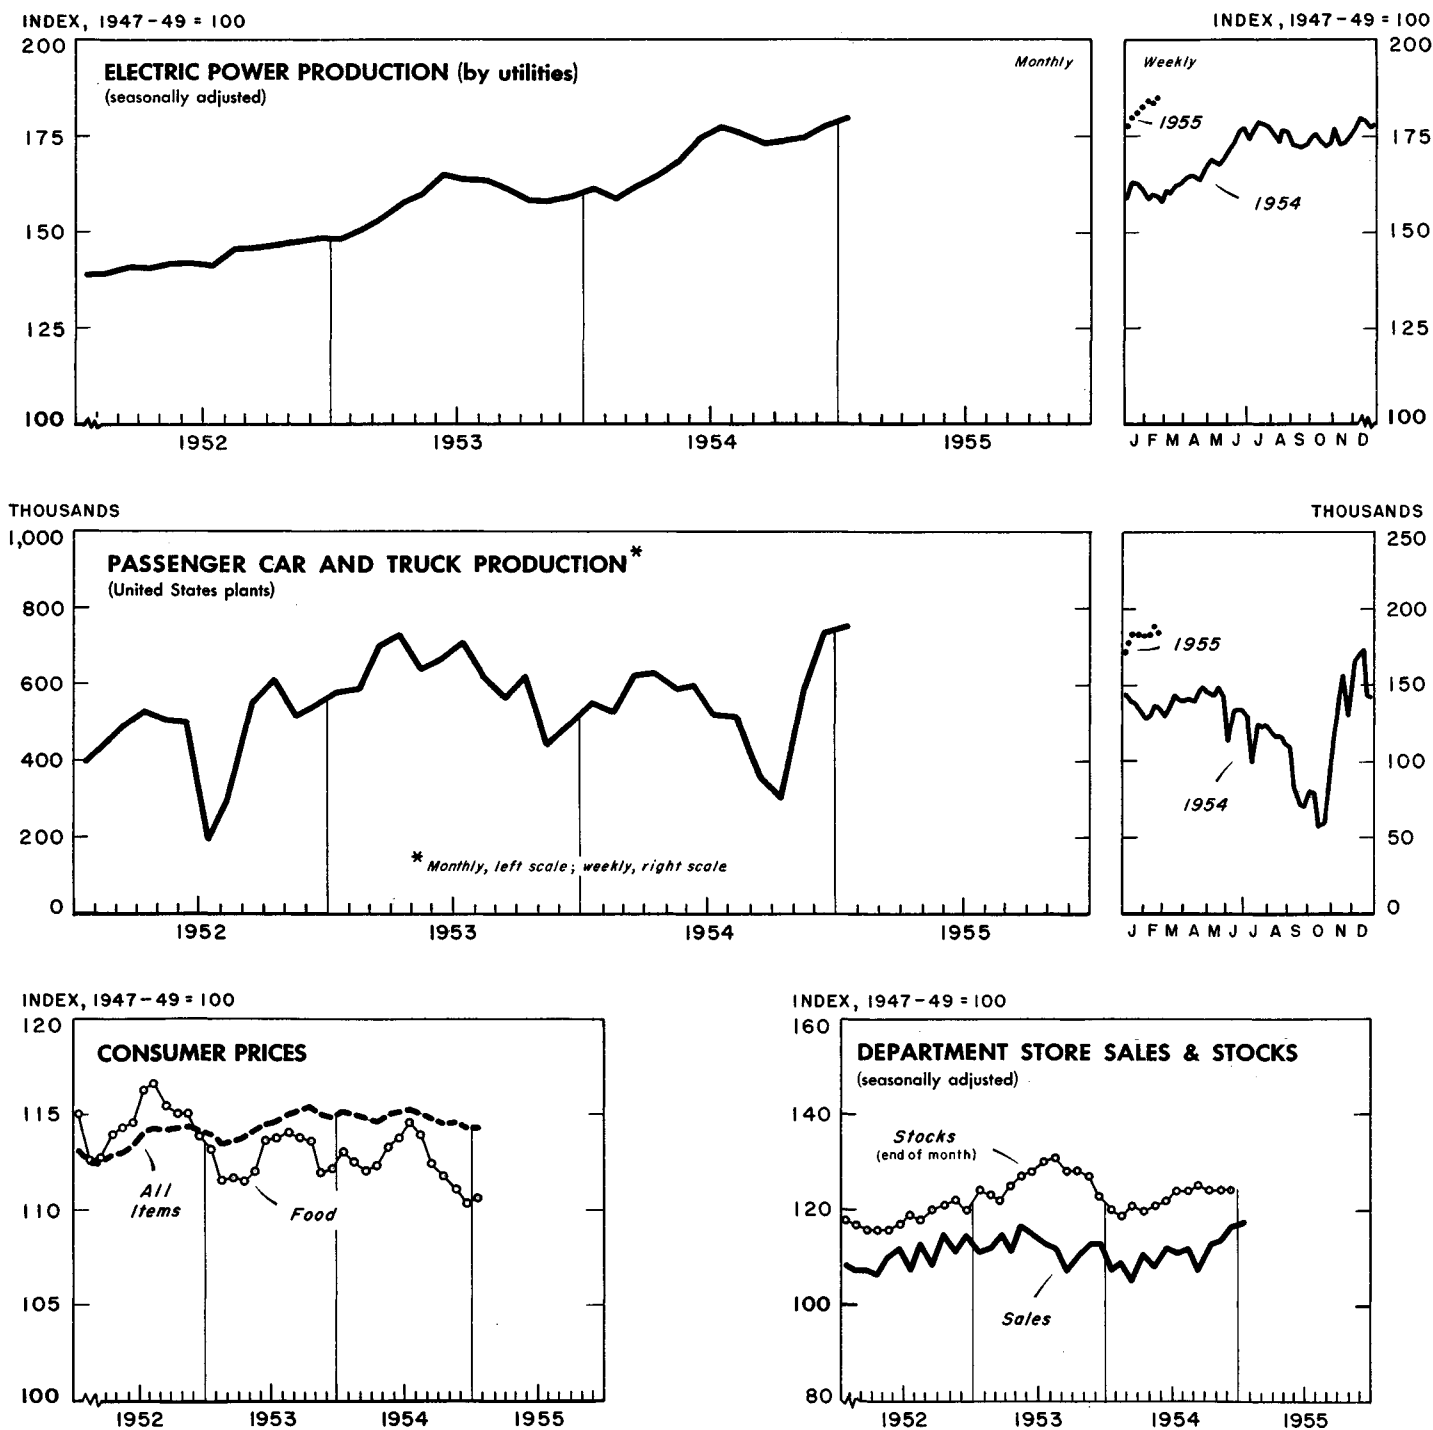 INDEX, 1947-49 = 100
INDEX, 1947-49 = 100
200
175
150
125
100
ELECTRIC POWER PRODUCTION (by utilities)
(seasonally adjusted)
Monthly
1952
1953
1954
1955
Weekly
1955
1954
200
175
150
125
100
J F M A M J J A S O N D
THOUSANDS
THOUSANDS
1,000
800
600
400
200
0
PASSENGER CAR AND TRUCK PRODUCTION*
(United States plants)
* Monthly, left scale; weekly, right scale
1952
1953
1954
1955
1955
1954
250
200
150
100
50
0
J F M A M J J A S O N D
INDEX, 1947-49 = 100
120
115
110
105
100
CONSUMER PRICES
All
Items
Food
1952
1953
1954
1955
INDEX, 1947-49 = 100
160
140
120
100
80
DEPARTMENT STORE SALES & STOCKS
(seasonally adjusted)
Stocks
(end of month)
Sales
1952
1953
1954
1955